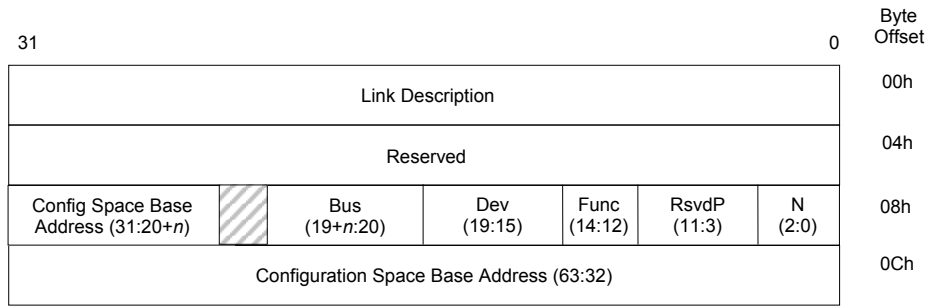 Byte
Offset
31 0
Link Description 00h
Reserved 04h
Config Space Base
Address (31:20+n)
Bus
(19+n:20)
Dev
(19:15)
Func
(14:12)
RsvdP
(11:3)
N
(2:0)
08h
Configuration Space Base Address (63:32) 0Ch